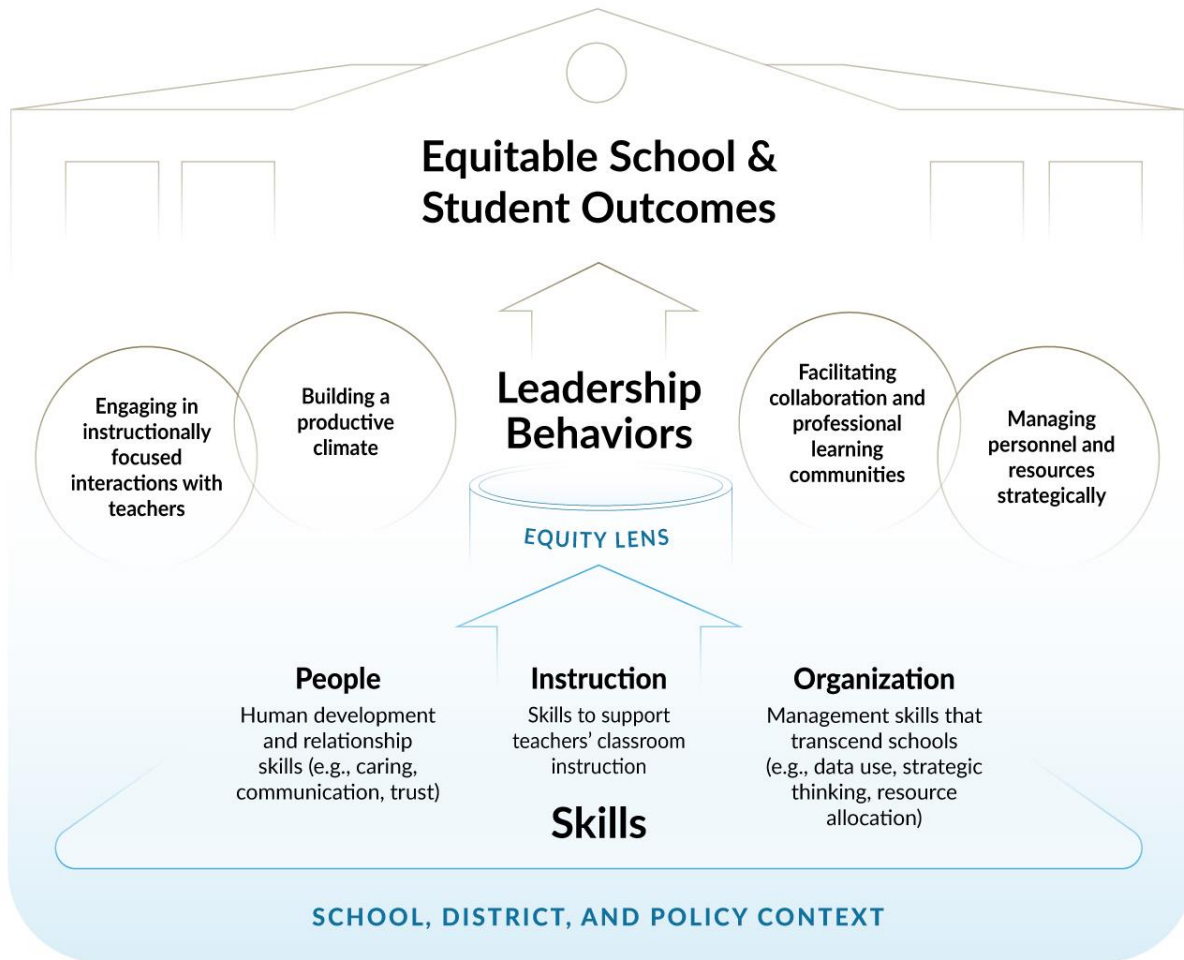 Equitable School &
Student Outcomes
Engaging in
instructionally
focused
interactions with
teachers
Building a
productive
climate
Leadership
Behaviors
Facilitating
collaboration and
professional
learning
communities
Managing
personnel and
resources
strategically
EQUITY LENS
People
Human development
and relationship
skills (e.g., caring,
communication, trust)
Instruction
Skills to support
teachers’ classroom
instruction
Organization
Management skills that
transcend schools
(e.g., data use, strategic
thinking, resource
allocation)
Skills
SCHOOL, DISTRICT, AND POLICY CONTEXT